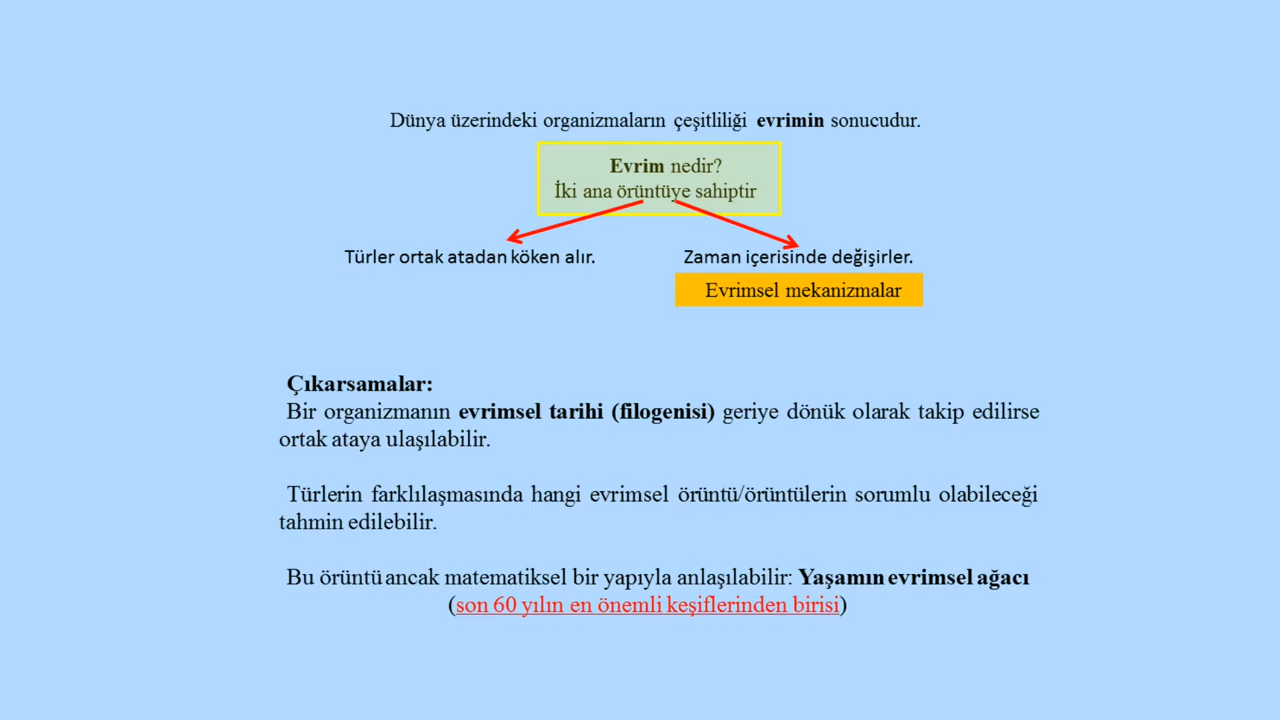 Dünya üzerindeki organizmaların çeşitliliği evrimin sonucudur.
Evrim nedir?
İki ana örüntüye sahiptir
Türler ortak atadan köken alır.
Zaman içerisinde değişirler.
Evrimsel mekanizmalar
Çıkarsamalar:
Bir organizmanın evrimsel tarihi (filogenisi) geriye dönük olarak takip edilirse
ortak ataya ulaşılabilir.
Türlerin farklılaşmasında hangi evrimsel örüntü/örüntülerin sorumlu olabileceği
tahmin edilebilir.
Bu örüntü ancak matematiksel bir yapıyla anlaşılabilir: Yaşamın evrimsel ağacı
(son 60 yılın en önemli keşiflerinden birisi)